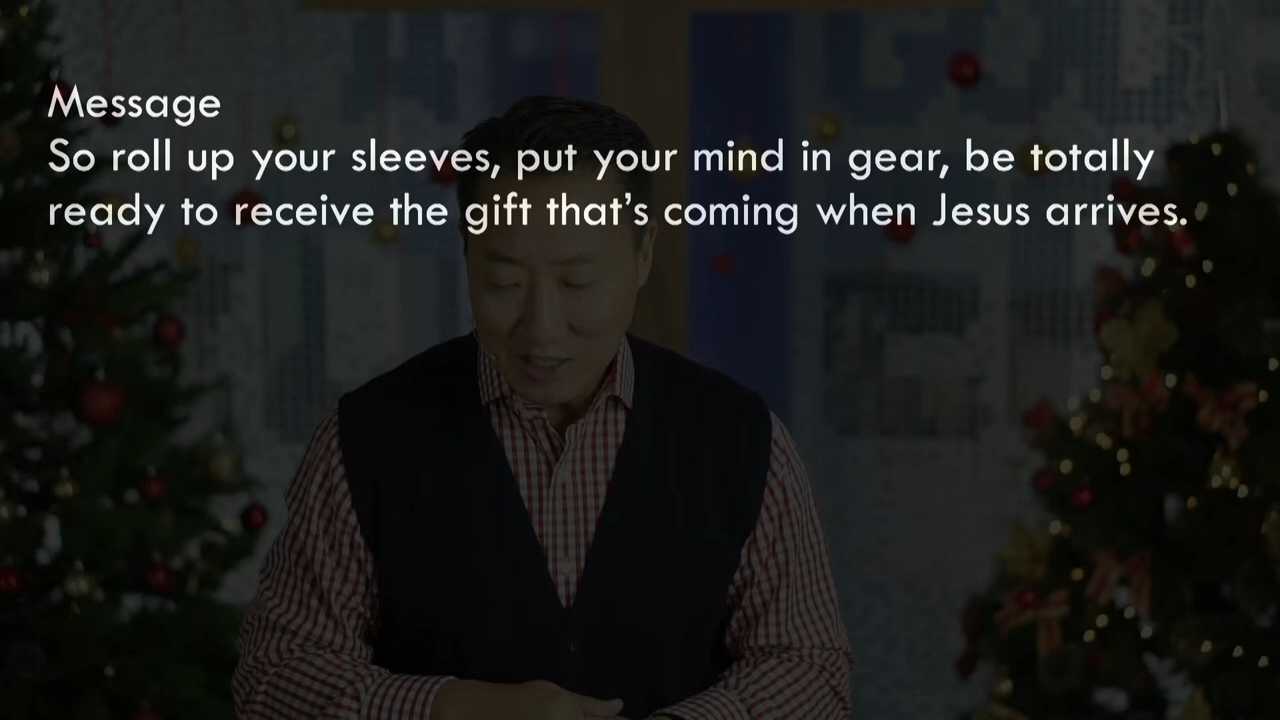 Message
So roll up your sleeves, put your mind in gear, be totally
ready to receive the gift that’s coming when Jesus arrives.